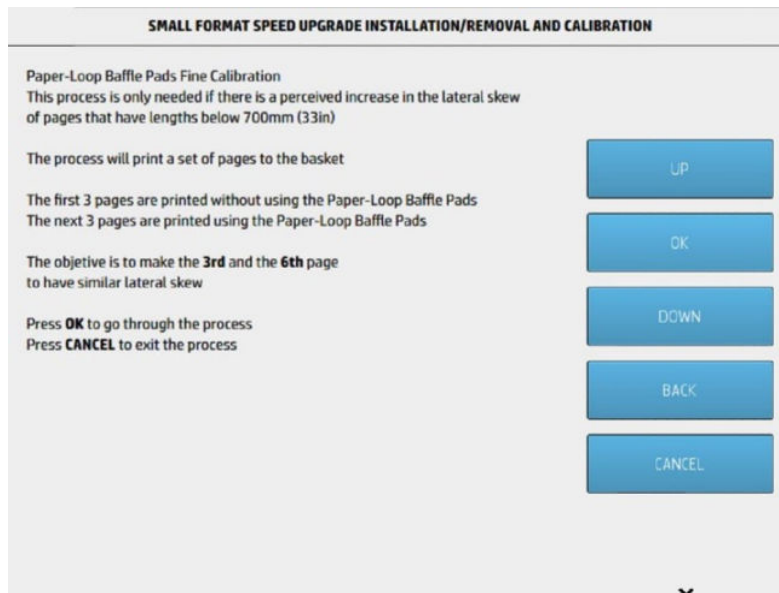 SMALL FORMAT SPEED UPGRADE INSTALLATION/REMOVAL AND CALIBRATION
Paper-Loop Baffle Pads Fine Calibration
This process is only needed if there is a perceived increase in the lateral skew
of pages that have lengths below 700mm (33in)
The process will print a set of pages to the basket
The first 3 pages are printed without using the Paper-Loop Baffle Pads
The next 3 pages are printed using the Paper-Loop Baffle Pads
The objetive is to make the 3rd and the 6th page
to have similar lateral skew
Press OK to go through the process
Press CANCEL to exit the process
UP
OK
DOWN
BACK
CANCEL